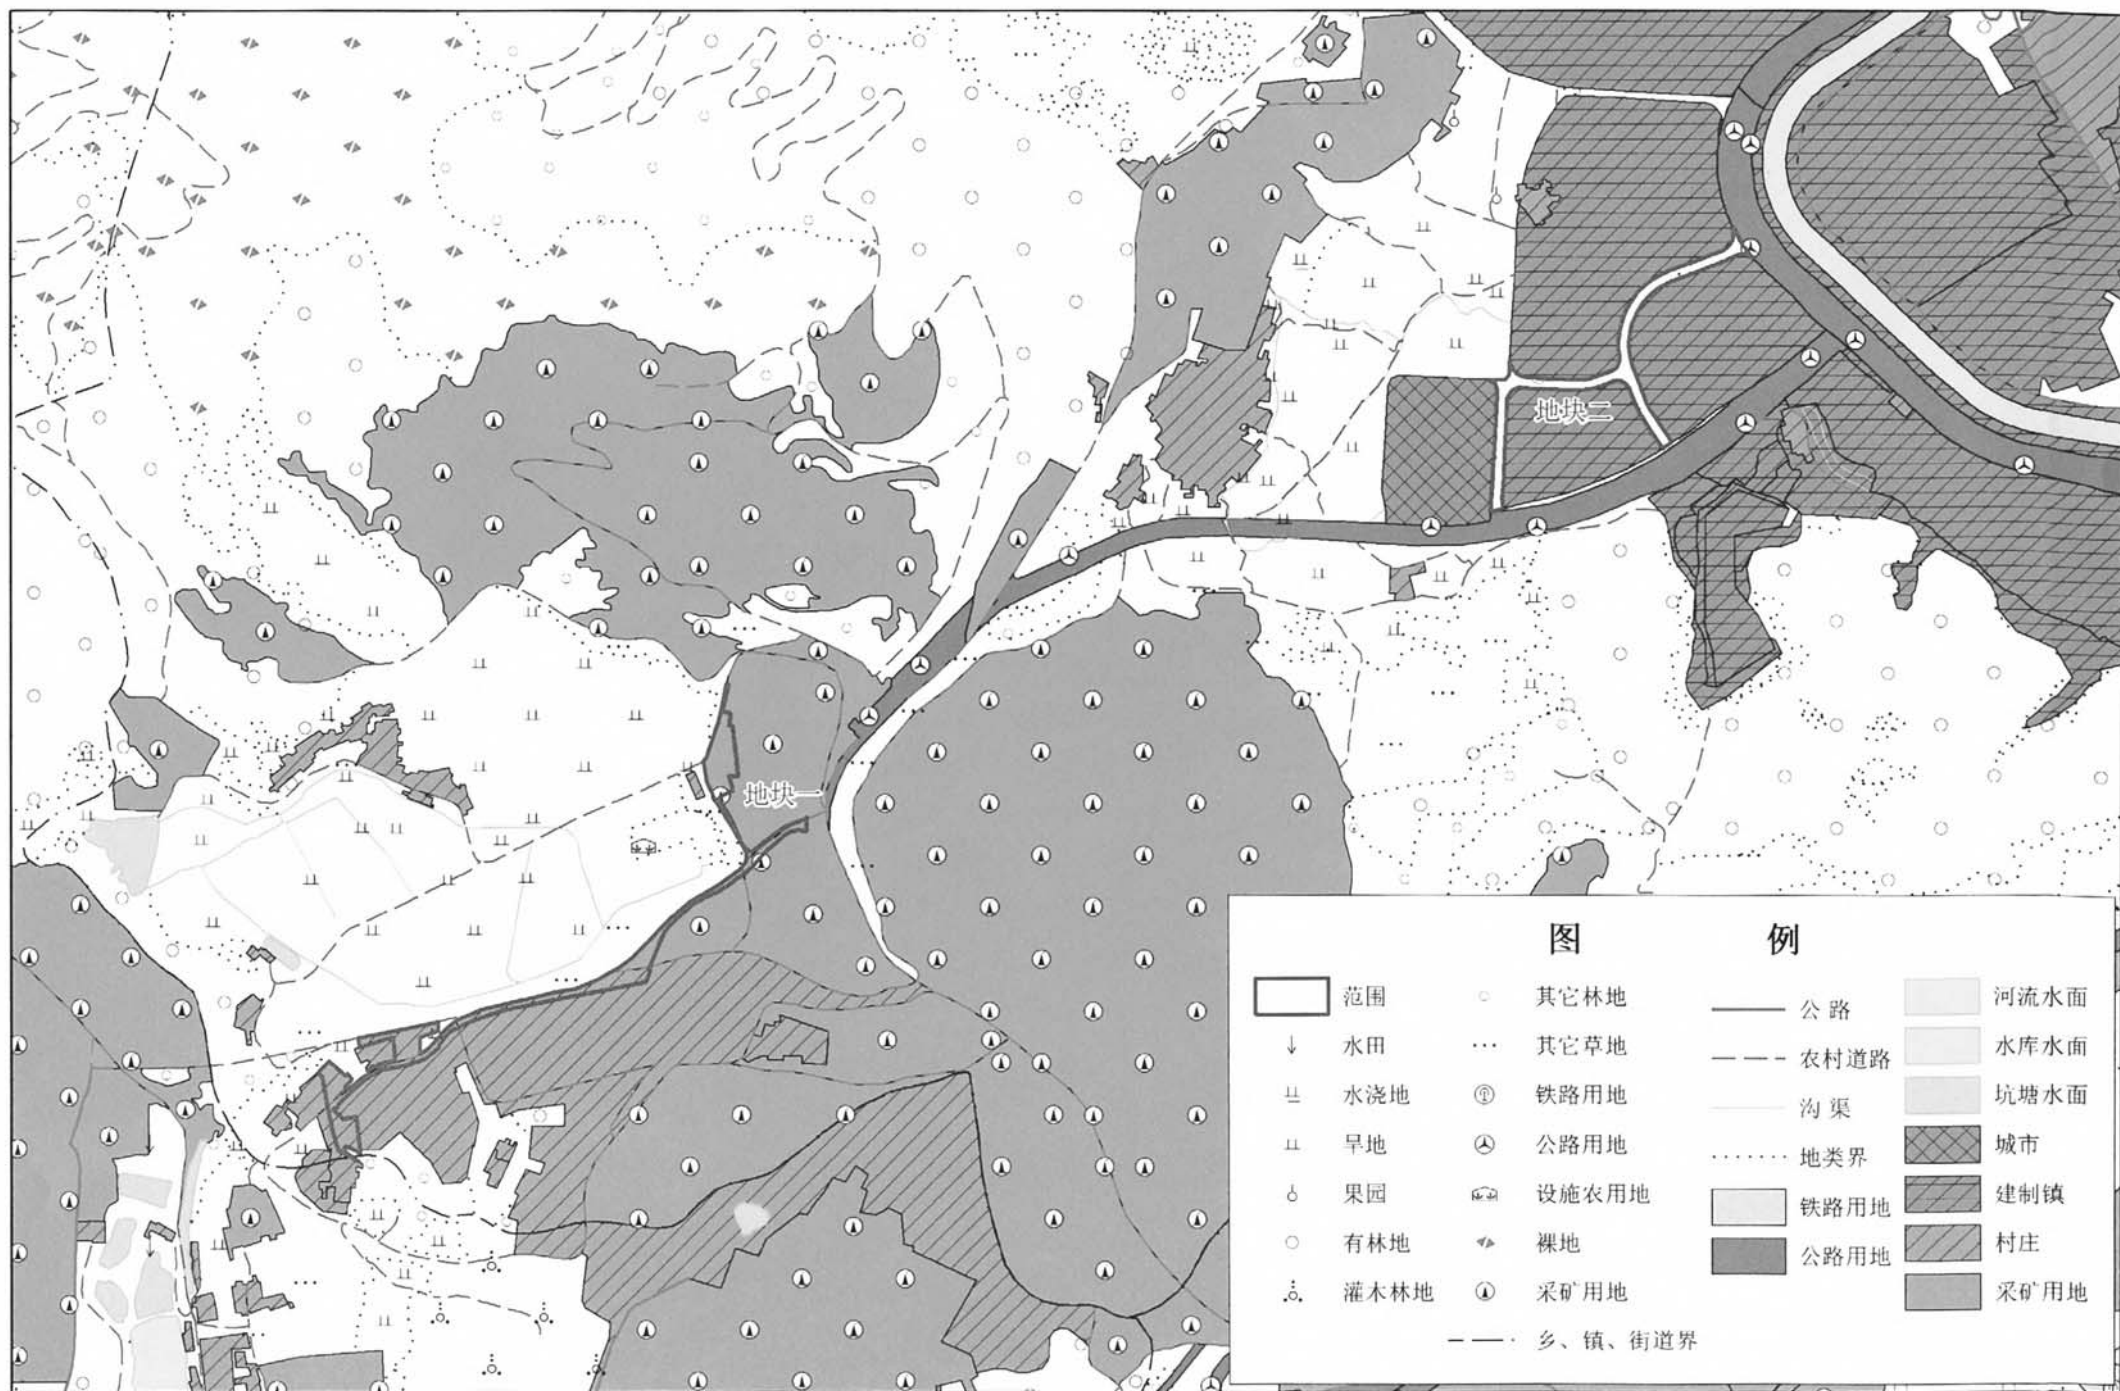 地块二
地块一
图 例
范围 其它林地 公路 河流水面
水田 其它草地 农村道路 水库水面
水浇地 铁路用地 沟渠 坑塘水面
旱地 公路用地 地类界 城市
果园 设施农用地 铁路用地 建制镇
有林地 裸地 公路用地 村庄
灌木林地 采矿用地 采矿用地
乡、镇、街道界